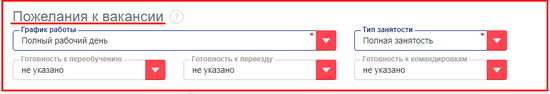 Пожелания к вакансии ?
График работы * Тип занятости *
Полный рабочий день Полная занятость
Готовность к переобучению Готовность к переезду Готовность к командировкам
не указано не указано не указано